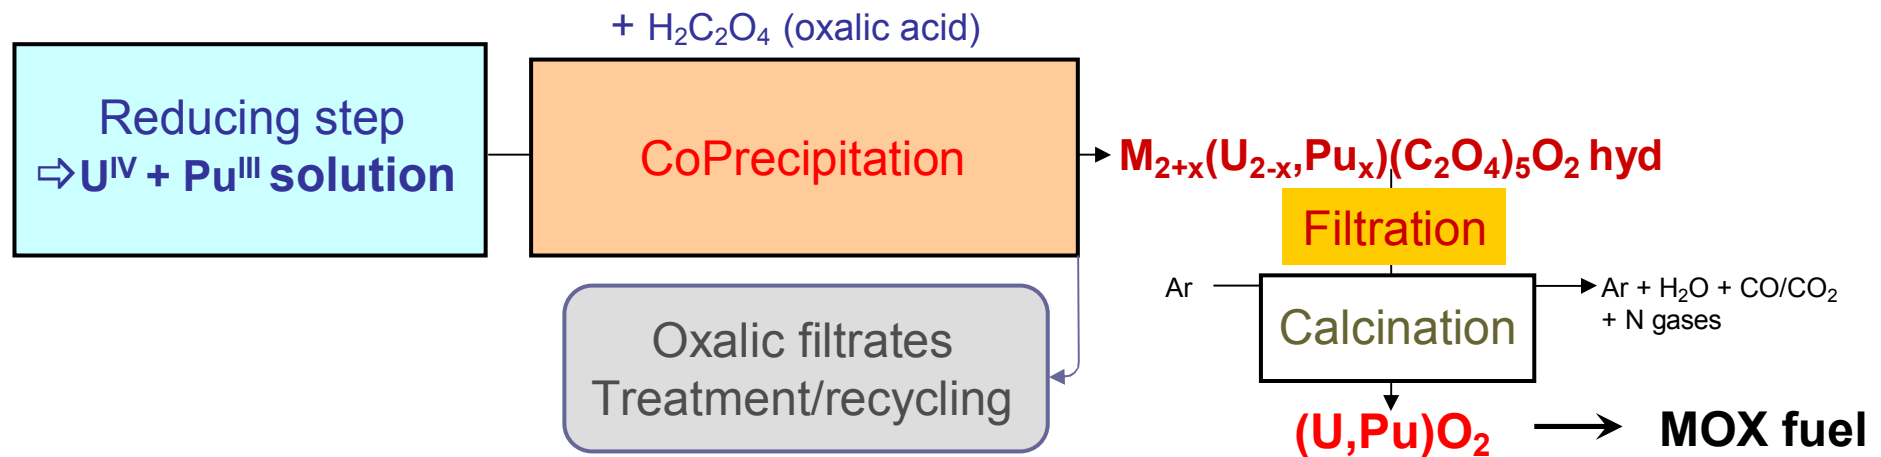 + H₂C₂O₄ (oxalic acid)
Reducing step
⇨Uᴵⱽ + Puᴵᴵᴵ solution
CoPrecipitation
M₂₊ₓ(U₂₋ₓ,Puₓ)(C₂O₄)₅O₂ hyd
Filtration
Ar
Calcination
Ar + H₂O + CO/CO₂
+ N gases
Oxalic filtrates
Treatment/recycling
(U,Pu)O₂
MOX fuel